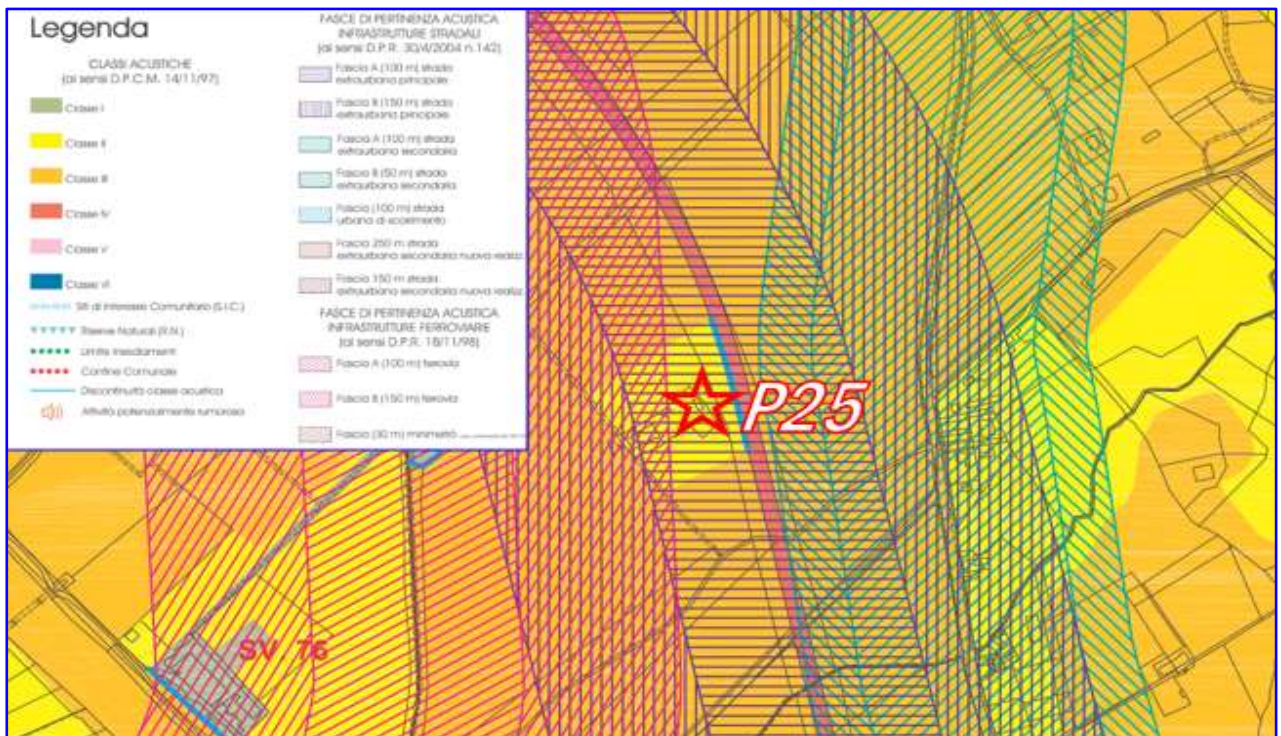 Legenda
CLASSI ACUSTICHE
(ai sensi D.P.C.M. 14/11/97)
Classe I
Classe II
Classe III
Classe IV
Classe V
Classe VI
Siti di Interesse Comunitario (S.I.C.)
Riserve Naturali (R.N.)
Limite Insediamenti
Confine Comunale
Discontinuità classe acustica
Attività potenzialmente rumorosa
FASCE DI PERTINENZA ACUSTICA
INFRASTRUTTURE STRADALI
(ai sensi D.P.R. 30/4/2004 n.142)
Fascia A (100 m) strada
extraurbana principale
Fascia B (150 m) strada
extraurbana principale
Fascia A (100 m) strada
extraurbana secondaria
Fascia B (50 m) strada
extraurbana secondaria
Fascia (100 m) strada
urbana di scorrimento
Fascia 250 m strada
extraurbana secondaria nuova realiz.
Fascia 150 m strada
extraurbana secondaria nuova realiz.
FASCE DI PERTINENZA ACUSTICA
INFRASTRUTTURE FERROVIARIE
(ai sensi D.P.R. 18/11/98)
Fascia A (100 m) ferrovia
Fascia B (150 m) ferrovia
Fascia (30 m) minimetrò
P25
SV 76